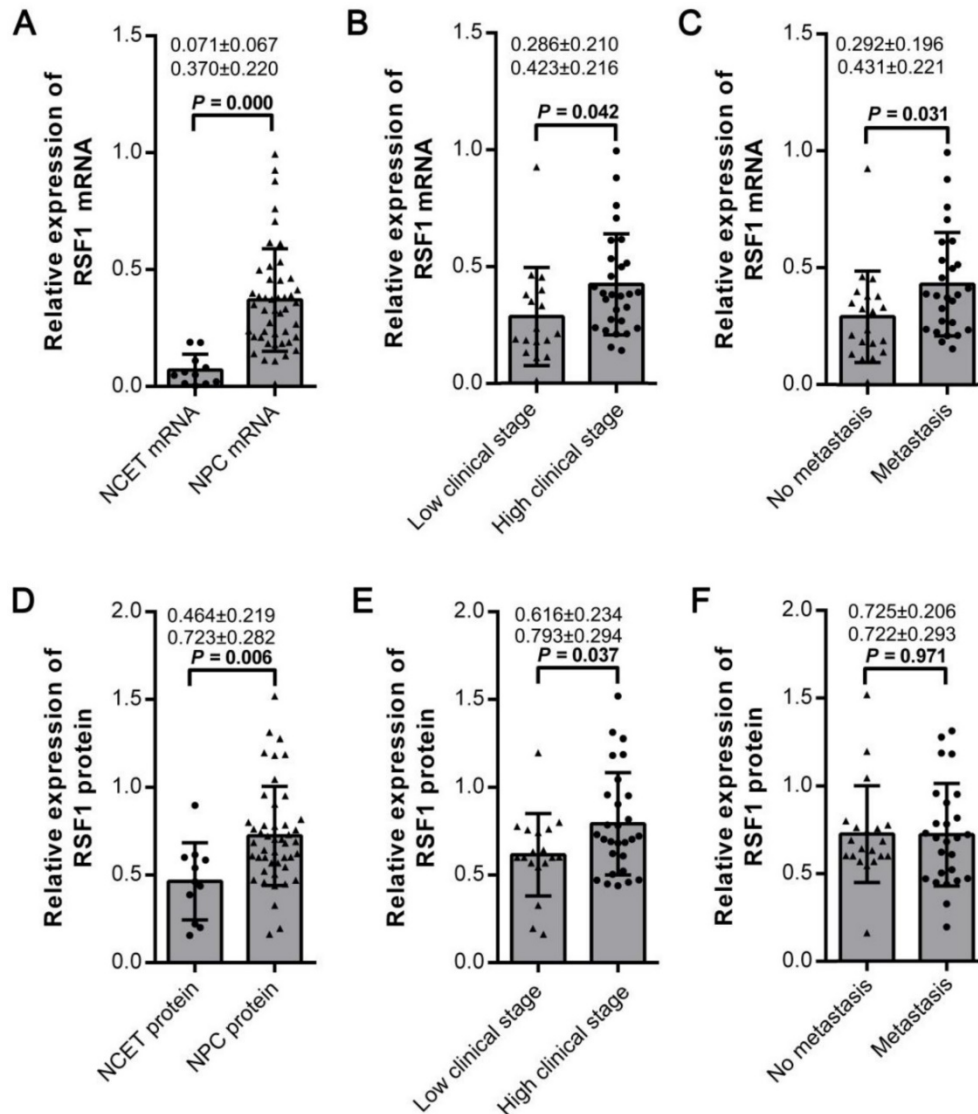 A
Relative expression of
RSF1 mRNA
1.5
1.0
0.5
0.0
0.071±0.067
0.370±0.220
P = 0.000
NCET mRNA
NPC mRNA
B
Relative expression of
RSF1 mRNA
1.5
1.0
0.5
0.0
0.286±0.210
0.423±0.216
P = 0.042
Low clinical stage
High clinical stage
C
Relative expression of
RSF1 mRNA
1.5
1.0
0.5
0.0
0.292±0.196
0.431±0.221
P = 0.031
No metastasis
Metastasis
D
Relative expression of
RSF1 protein
2.0
1.5
1.0
0.5
0.0
0.464±0.219
0.723±0.282
P = 0.006
NCET protein
NPC protein
E
Relative expression of
RSF1 protein
2.0
1.5
1.0
0.5
0.0
0.616±0.234
0.793±0.294
P = 0.037
Low clinical stage
High clinical stage
F
Relative expression of
RSF1 protein
2.0
1.5
1.0
0.5
0.0
0.725±0.206
0.722±0.293
P = 0.971
No metastasis
Metastasis